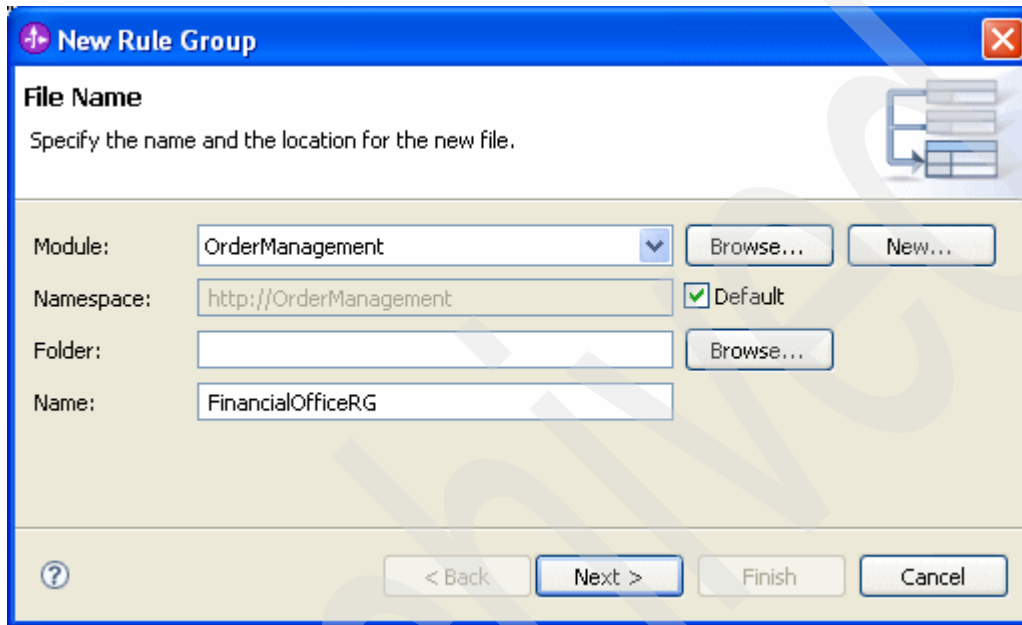 New Rule Group
File Name
Specify the name and the location for the new file.
Module: OrderManagement Browse... New...
Namespace: http://OrderManagement Default
Folder: Browse...
Name: FinancialOfficeRG
? < Back Next > Finish Cancel